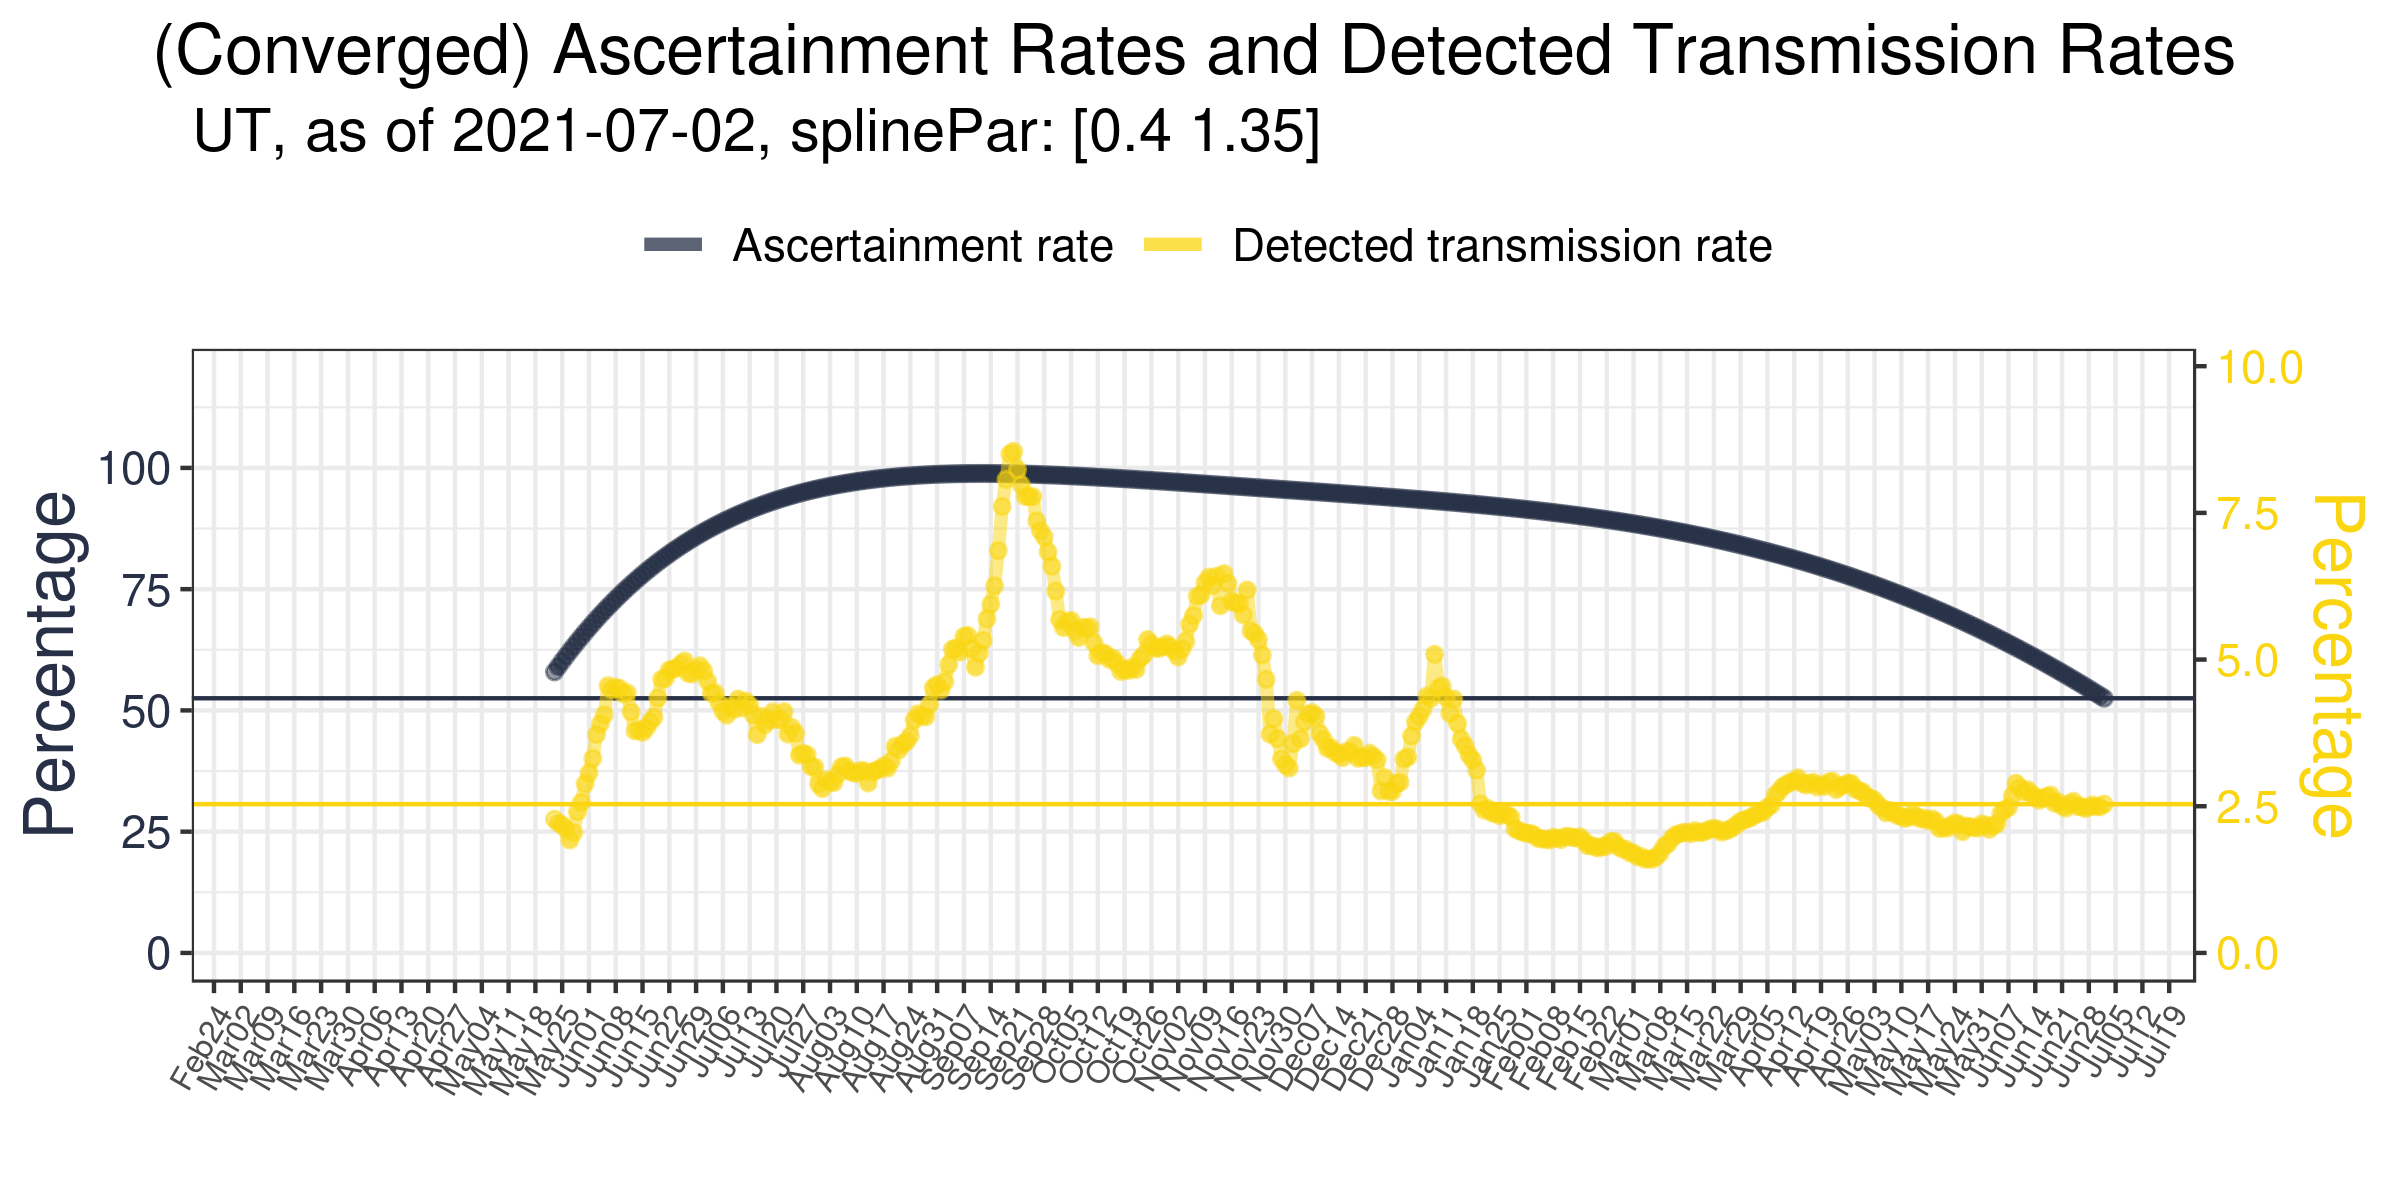 (Converged) Ascertainment Rates and Detected Transmission Rates
UT, as of 2021-07-02, splinePar: [0.4 1.35]
Ascertainment rate
Detected transmission rate
Percentage
100
75
50
25
0
10.0
7.5
5.0
2.5
0.0
Percentage
Feb24
Mar02
Mar09
Mar16
Mar23
Mar30
Apr06
Apr13
Apr20
Apr27
May04
May11
May18
May25
Jun01
Jun08
Jun15
Jun22
Jun29
Jul06
Jul13
Jul20
Jul27
Aug03
Aug10
Aug17
Aug24
Aug31
Sep07
Sep14
Sep21
Sep28
Oct05
Oct12
Oct19
Oct26
Nov02
Nov09
Nov16
Nov23
Nov30
Dec07
Dec14
Dec21
Dec28
Jan04
Jan11
Jan18
Jan25
Feb01
Feb08
Feb15
Feb22
Mar01
Mar08
Mar15
Mar22
Mar29
Apr05
Apr12
Apr19
Apr26
May03
May10
May17
May24
May31
Jun07
Jun14
Jun21
Jun28
Jul05
Jul12
Jul19